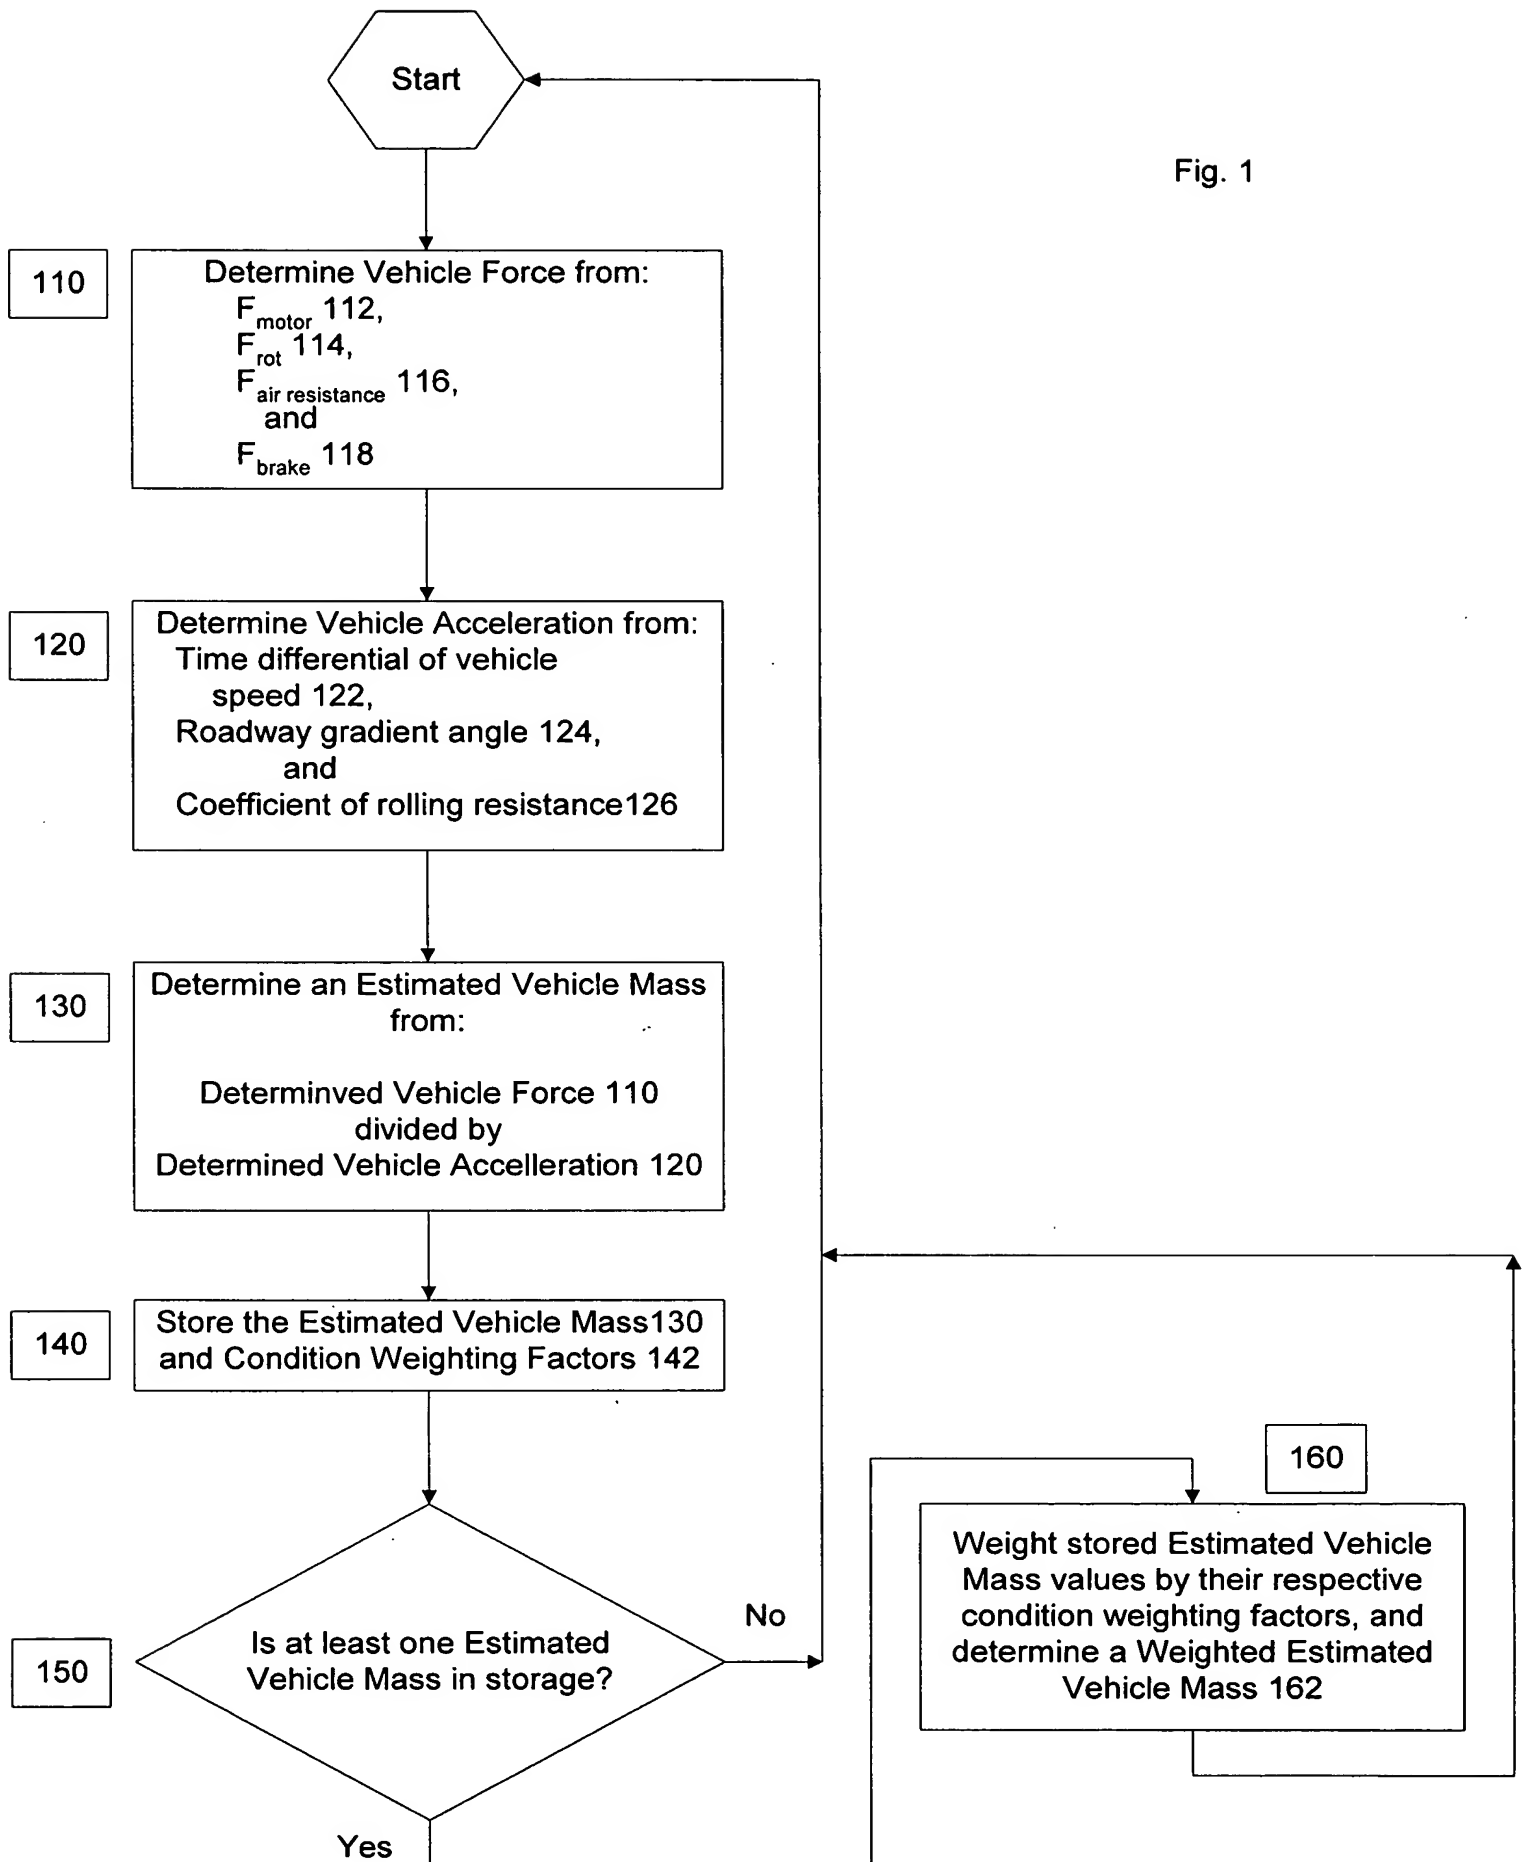 Start
Fig. 1
110
Determine Vehicle Force from:
F_motor 112,
F_rot 114,
F_air resistance 116,
and
F_brake 118
120
Determine Vehicle Acceleration from:
Time differential of vehicle
speed 122,
Roadway gradient angle 124,
and
Coefficient of rolling resistance126
130
Determine an Estimated Vehicle Mass
from:
Determinved Vehicle Force 110
divided by
Determined Vehicle Accelleration 120
140
Store the Estimated Vehicle Mass130
and Condition Weighting Factors 142
150
Is at least one Estimated
Vehicle Mass in storage?
No
Yes
160
Weight stored Estimated Vehicle
Mass values by their respective
condition weighting factors, and
determine a Weighted Estimated
Vehicle Mass 162